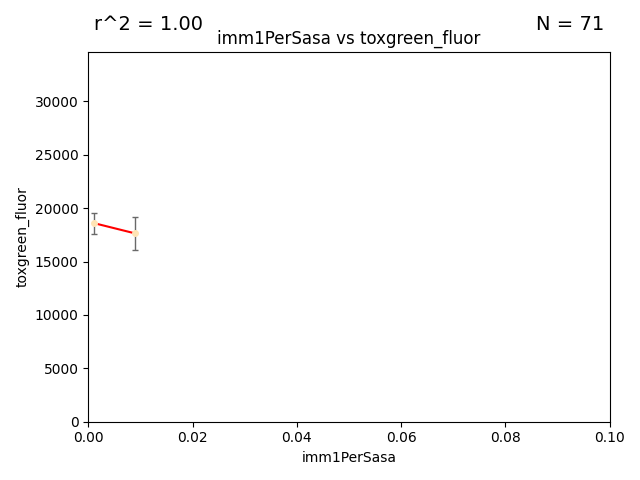 r^2 = 1.00
N = 71
imm1PerSasa vs toxgreen_fluor
30000
25000
20000
15000
10000
5000
0
toxgreen_fluor
0.00 0.02 0.04 0.06 0.08 0.10
imm1PerSasa